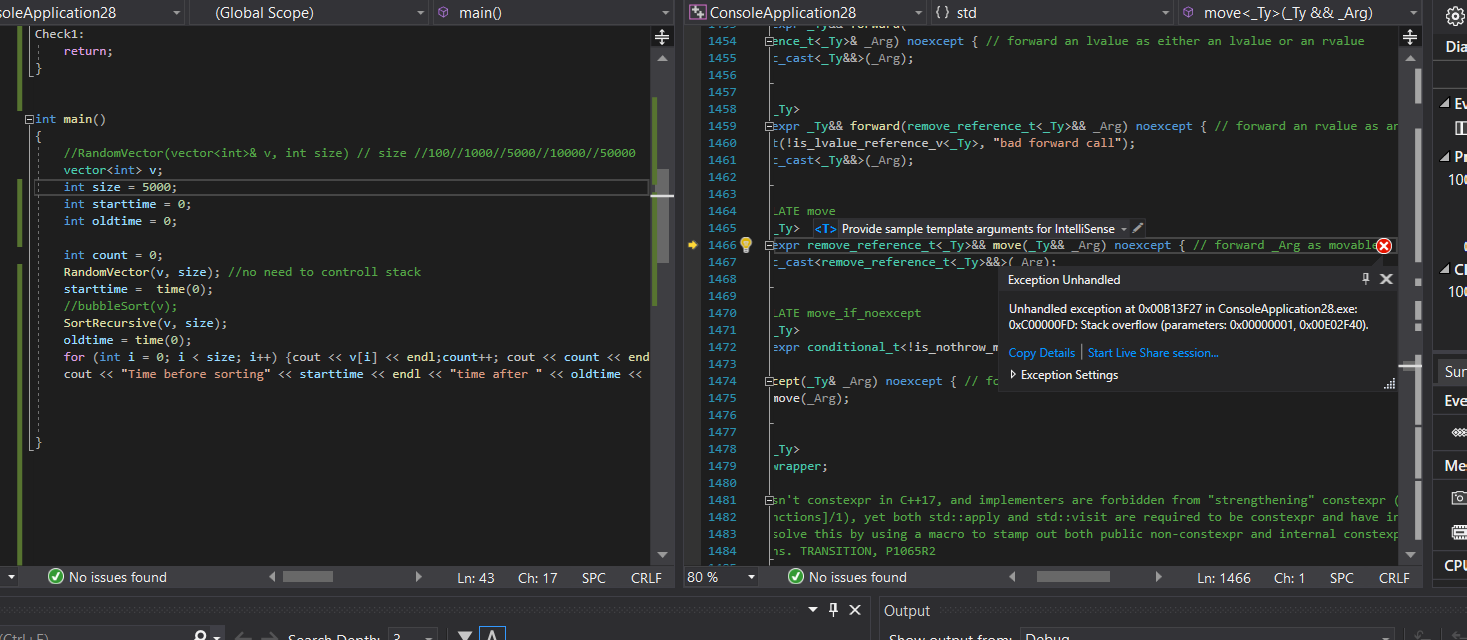 soleApplication28
(Global Scope)
main()
Check1:
return;
}
int main()
{
//RandomVector(vector<int>& v, int size) // size //100//1000//5000//10000//50000
vector<int> v;
int size = 5000;
int starttime = 0;
int oldtime = 0;
int count = 0;
RandomVector(v, size); //no need to controll stack
starttime =  time(0);
//bubbleSort(v);
SortRecursive(v, size);
oldtime = time(0);
for (int i = 0; i < size; i++) {cout << v[i] << endl;count++; cout << count << end
cout << "Time before sorting" << starttime << endl << "time after " << oldtime <<
}
No issues found
Ln: 43
Ch: 17
SPC
CRLF
ConsoleApplication28
{ } std
move<_Ty>(_Ty && _Arg)
1454 ence_t<_Ty>& _Arg) noexcept { // forward an lvalue as either an lvalue or an rvalue
1455 c_cast<_Ty&&>(_Arg);
1456
1457
1458 _Ty>
1459 expr _Ty&& forward(remove_reference_t<_Ty>&& _Arg) noexcept { // forward an rvalue as an
1460 t(!is_lvalue_reference_v<_Ty>, "bad forward call");
1461 c_cast<_Ty&&>(_Arg);
1462
1463
1464 LATE move
1465 _Ty> <T> Provide sample template arguments for IntelliSense
1466 expr remove_reference_t<_Ty>&& move(_Ty&& _Arg) noexcept { // forward _Arg as movable
1467 c_cast<remove_reference_t<_Ty>&&>(_Arg);
1468
1469
1470 LATE move_if_noexcept
1471 _Ty>
1472 expr conditional_t<!is_nothrow_m
1473
1474 cept(_Ty& _Arg) noexcept { // fo
1475 move(_Arg);
1476
1477
1478 _Ty>
1479 wrapper;
1480
1481 sn't constexpr in C++17, and implementers are forbidden from "strengthening" constexpr (
1482 nctions]/1), yet both std::apply and std::visit are required to be constexpr and have in
1483 solve this by using a macro to stamp out both public non-constexpr and internal constexp
1484 ns. TRANSITION, P1065R2
Exception Unhandled
Unhandled exception at 0x00B13F27 in ConsoleApplication28.exe:
0xC00000FD: Stack overflow (parameters: 0x00000001, 0x00E02F40).
Copy Details | Start Live Share session...
Exception Settings
80 %
No issues found
Ln: 1466
Ch: 1
SPC
CRLF
Dia
Ev
Pr
100
100
Sum
Eve
Me
CPU
(Ctrl+E)
Search Depth:
3
A
Output
Show output from:
Debug